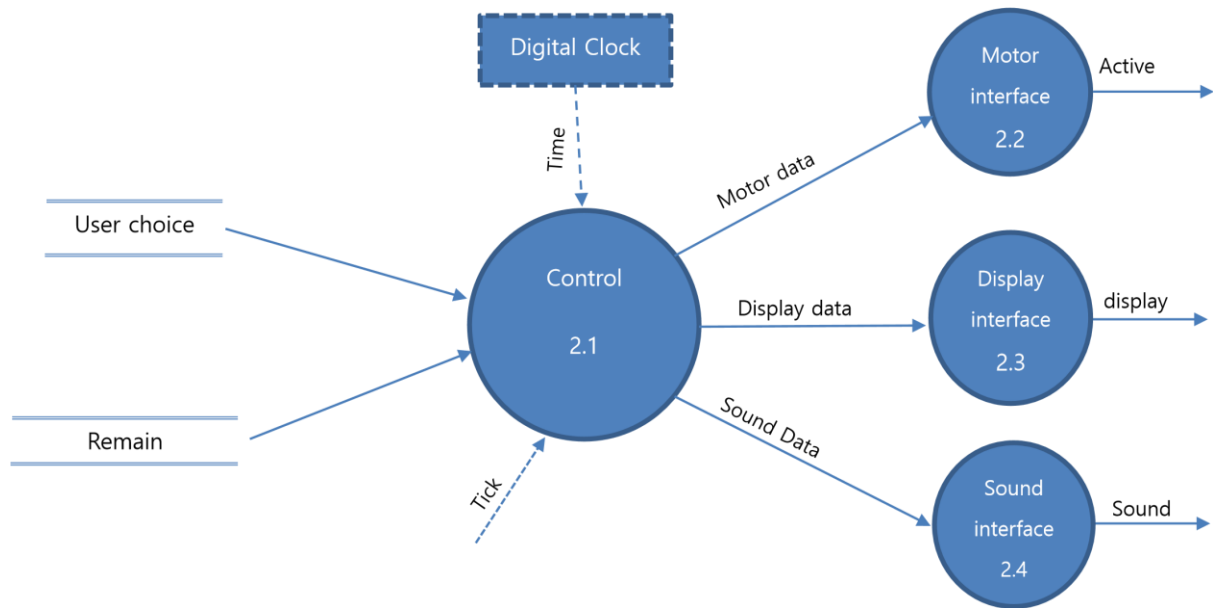 Digital Clock
Motor
interface
2.2
Active
Time
Motor data
User choice
Control
2.1
Display data
Display
interface
2.3
display
Remain
Sound Data
Tick
Sound
interface
2.4
Sound